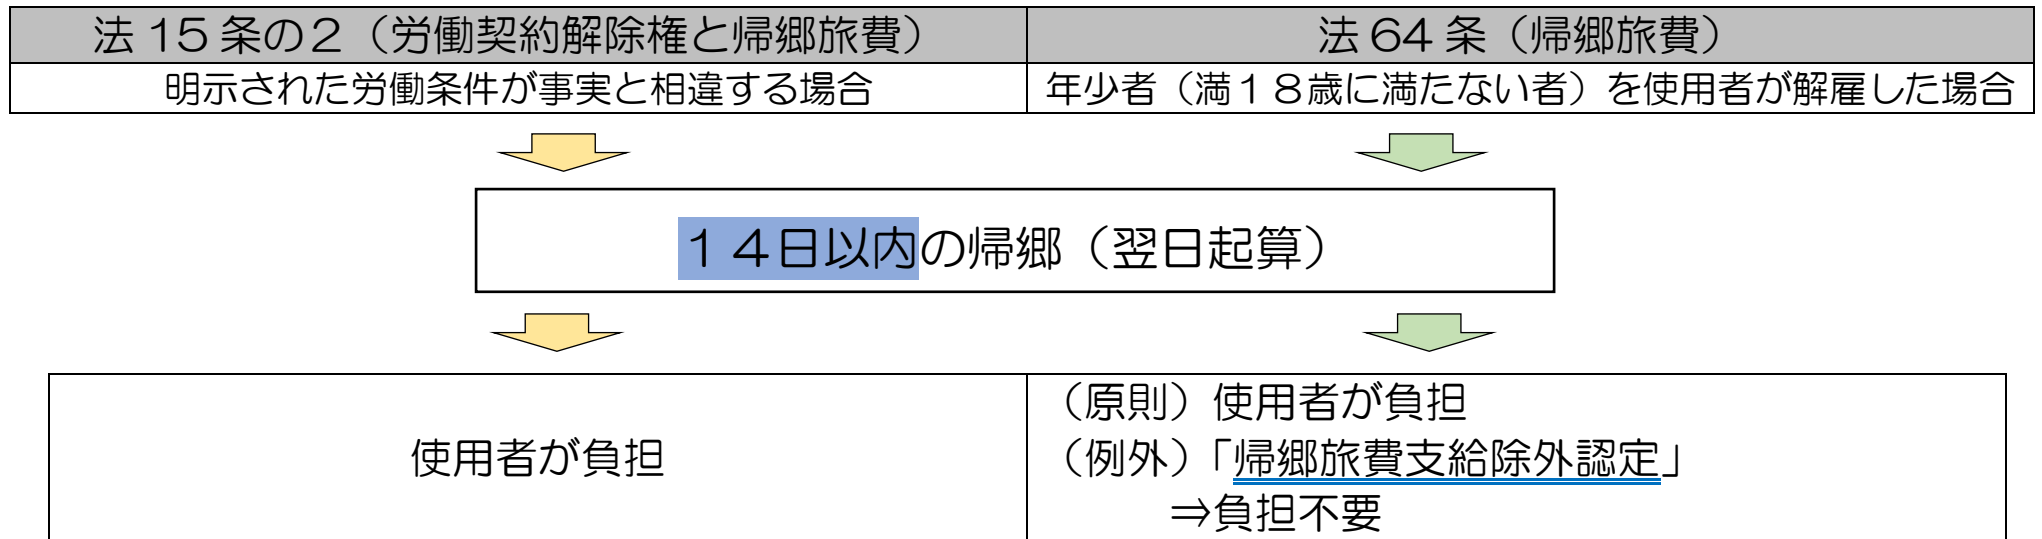 法 15 条の２（労働契約解除権と帰郷旅費）
法 64 条（帰郷旅費）
明示された労働条件が事実と相違する場合
年少者（満１８歳に満たない者）を使用者が解雇した場合
１４日以内の帰郷（翌日起算）
使用者が負担
（原則）使用者が負担
（例外）「帰郷旅費支給除外認定」
⇒負担不要